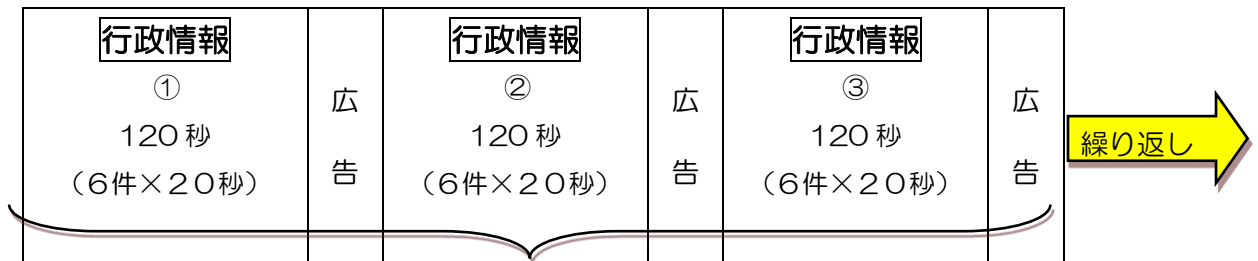 行政情報
①
120秒
（6件×20秒）
広
告
行政情報
②
120秒
（6件×20秒）
広
告
行政情報
③
120秒
（6件×20秒）
広
告
繰り返し